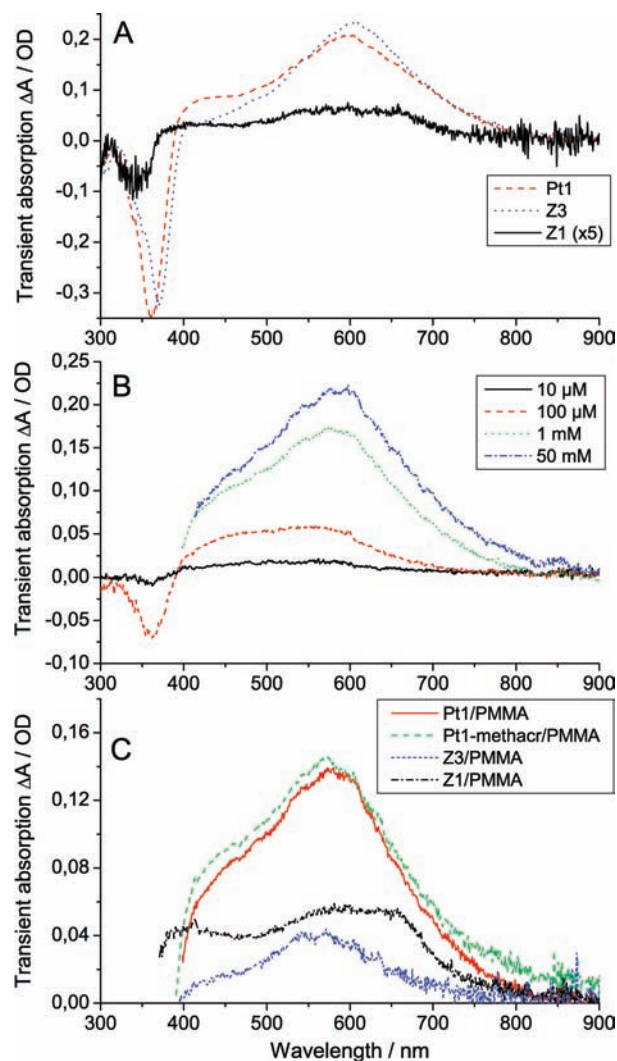 A
Transient absorption ΔA / OD
0,2
0,1
0,0
-0,1
-0,2
-0,3
Pt1
Z3
Z1 (x5)
300 400 500 600 700 800 900
B
Transient absorption ΔA / OD
0,25
0,20
0,15
0,10
0,05
0,00
-0,05
-0,10
10 µM
100 µM
1 mM
50 mM
300 400 500 600 700 800 900
C
Transient absorption ΔA / OD
0,16
0,12
0,08
0,04
0,00
Pt1/PMMA
Pt1-methacr/PMMA
Z3/PMMA
Z1/PMMA
300 400 500 600 700 800 900
Wavelength / nm